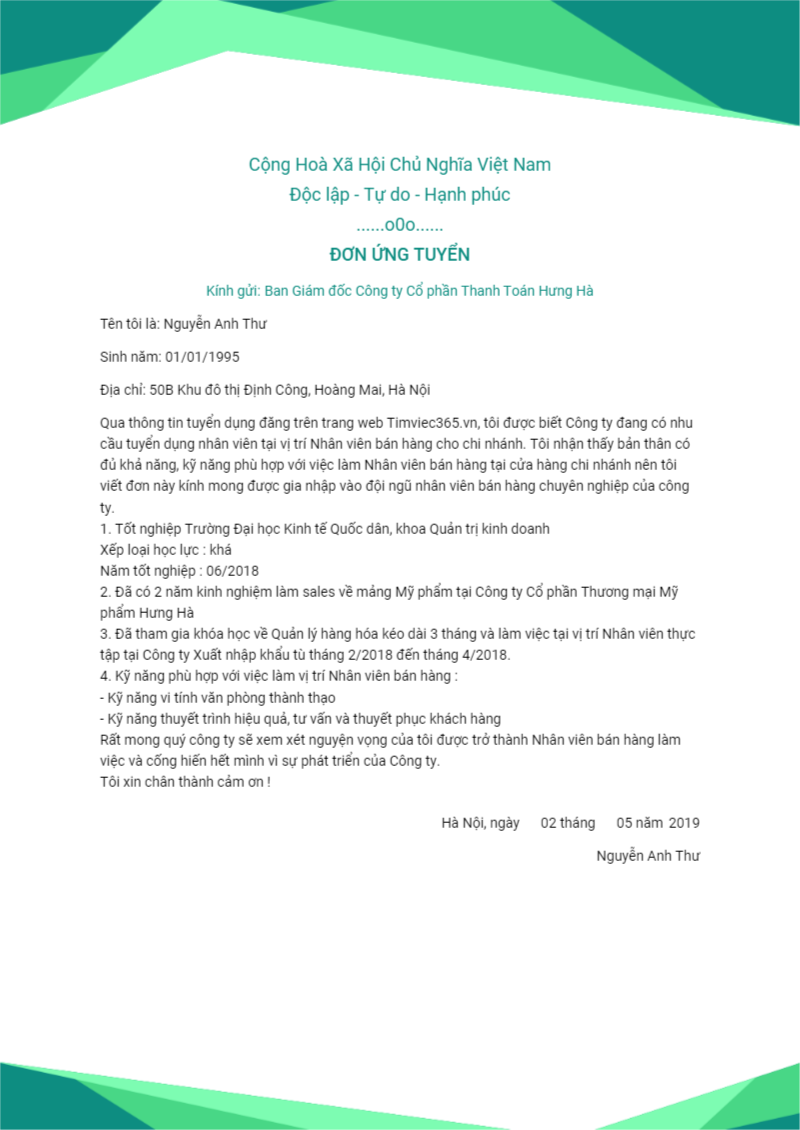 Cộng Hoà Xã Hội Chủ Nghĩa Việt Nam
Độc lập - Tự do - Hạnh phúc
......o0o......
ĐƠN ỨNG TUYỂN
Kính gửi: Ban Giám đốc Công ty Cổ phần Thanh Toán Hưng Hà
Tên tôi là: Nguyễn Anh Thư
Sinh năm: 01/01/1995
Địa chỉ: 50B Khu đô thị Định Công, Hoàng Mai, Hà Nội
Qua thông tin tuyển dụng đăng trên trang web Timviec365.vn, tôi được biết Công ty đang có nhu
cầu tuyển dụng nhân viên tại vị trí Nhân viên bán hàng cho chi nhánh. Tôi nhận thấy bản thân có
đủ khả năng, kỹ năng phù hợp với việc làm Nhân viên bán hàng tại cửa hàng chi nhánh nên tôi
viết đơn này kính mong được gia nhập vào đội ngũ nhân viên bán hàng chuyên nghiệp của công
ty.
1. Tốt nghiệp Trường Đại học Kinh tế Quốc dân, khoa Quản trị kinh doanh
Xếp loại học lực : khá
Năm tốt nghiệp : 06/2018
2. Đã có 2 năm kinh nghiệm làm sales về mảng Mỹ phẩm tại Công ty Cổ phần Thương mại Mỹ
phẩm Hưng Hà
3. Đã tham gia khóa học về Quản lý hàng hóa kéo dài 3 tháng và làm việc tại vị trí Nhân viên thực
tập tại Công ty Xuất nhập khẩu tù tháng 2/2018 đến tháng 4/2018.
4. Kỹ năng phù hợp với việc làm vị trí Nhân viên bán hàng :
- Kỹ năng vi tính văn phòng thành thạo
- Kỹ năng thuyết trình hiệu quả, tư vấn và thuyết phục khách hàng
Rất mong quý công ty sẽ xem xét nguyện vọng của tôi được trở thành Nhân viên bán hàng làm
việc và cống hiến hết mình vì sự phát triển của Công ty.
Tôi xin chân thành cảm ơn !
Hà Nội, ngày 02 tháng 05 năm 2019
Nguyễn Anh Thư